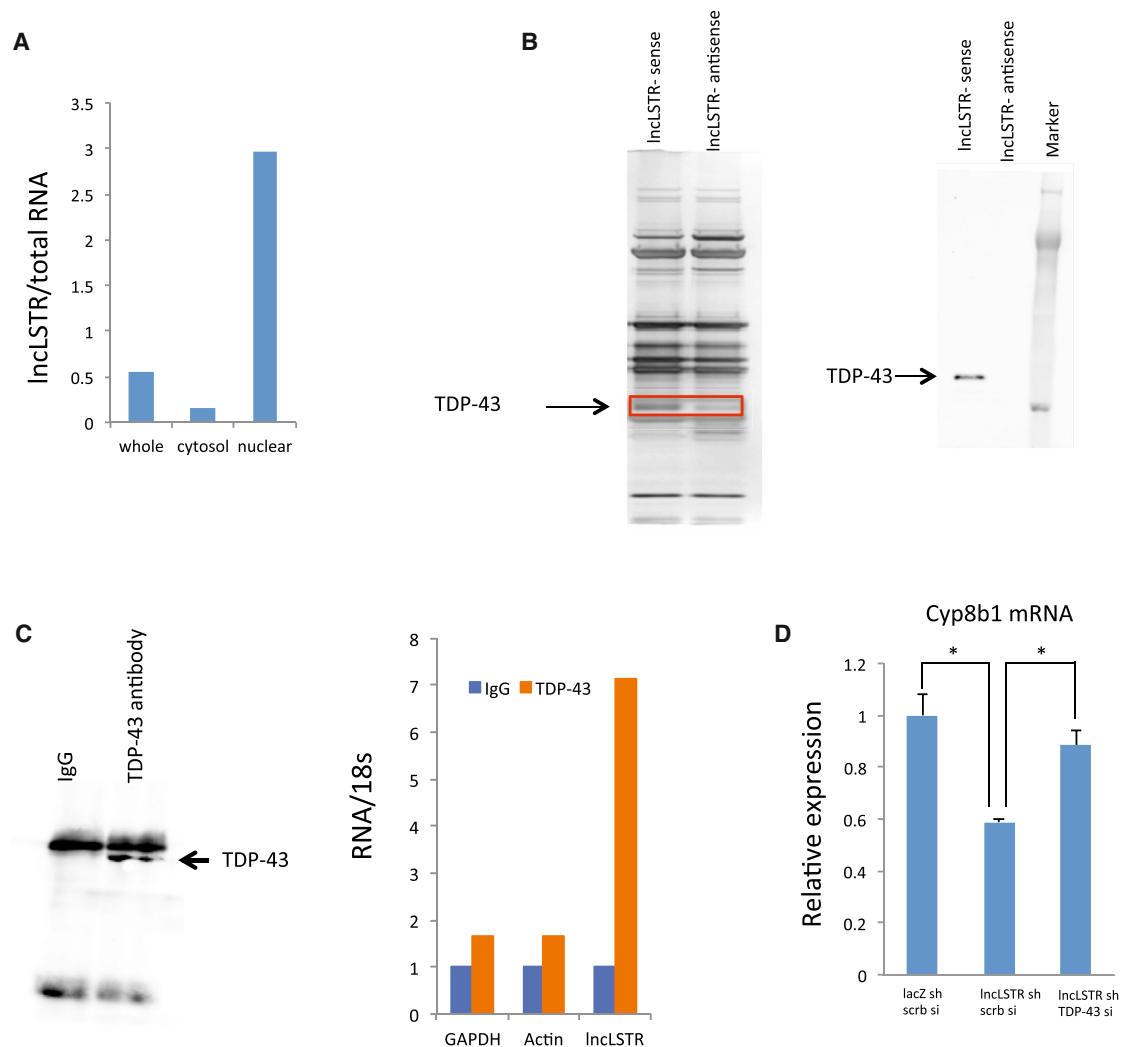 A
lncLSTR/total RNA
3.5
3
2.5
2
1.5
1
0.5
0
whole
cytosol
nuclear
B
lncLSTR- sense
lncLSTR- antisense
TDP-43
lncLSTR- sense
lncLSTR- antisense
Marker
TDP-43
C
IgG
TDP-43 antibody
TDP-43
RNA/18s
8
7
6
5
4
3
2
1
0
IgG
TDP-43
GAPDH
Actin
lncLSTR
D
Cyp8b1 mRNA
*
*
Relative expression
1.2
1
0.8
0.6
0.4
0.2
0
lacZ sh
scrb si
lncLSTR sh
scrb si
lncLSTR sh
TDP-43 si